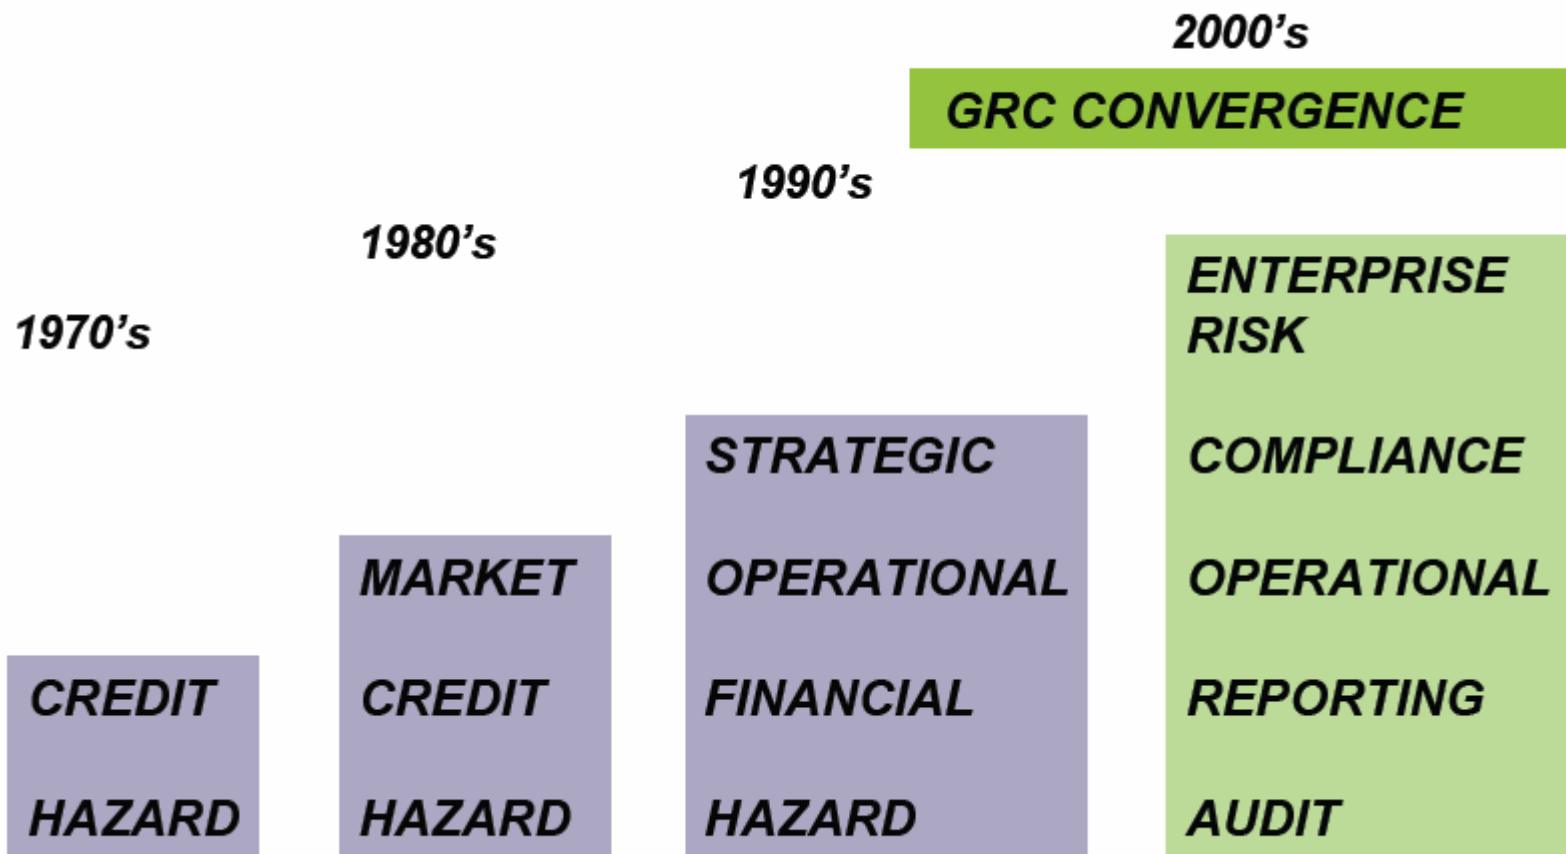 2000's
GRC CONVERGENCE
1990's
1980's
1970's
CREDIT
HAZARD
MARKET
CREDIT
HAZARD
STRATEGIC
OPERATIONAL
FINANCIAL
HAZARD
ENTERPRISE
RISK
COMPLIANCE
OPERATIONAL
REPORTING
AUDIT